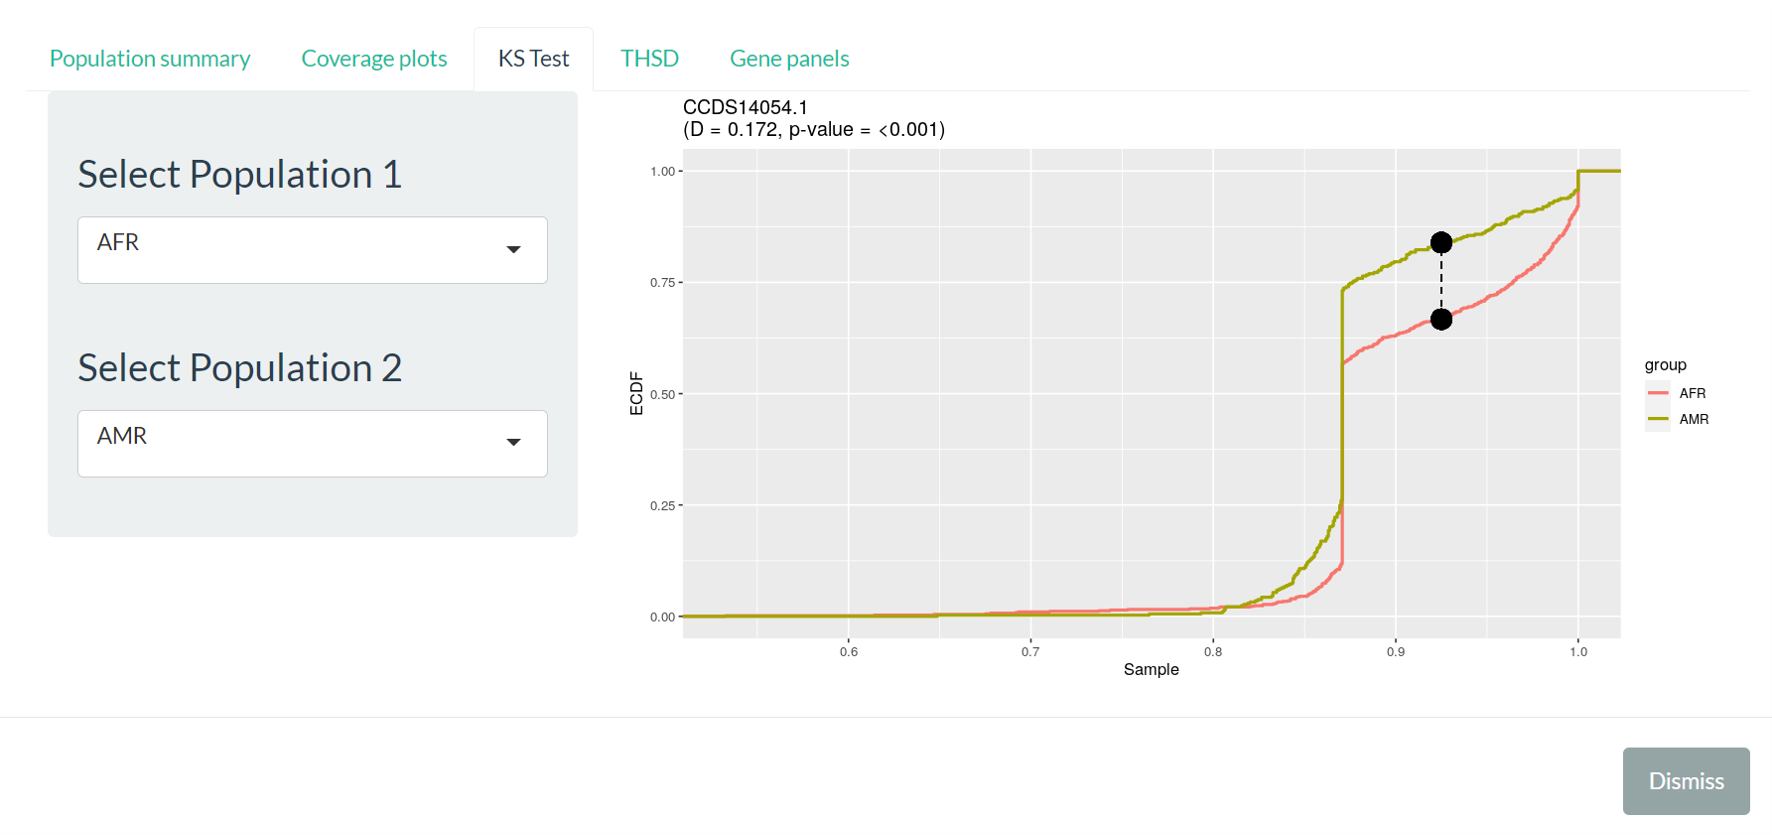 Population summary Coverage plots KS Test THSD Gene panels
Select Population 1
AFR
Select Population 2
AMR
CCDS14054.1
(D = 0.172, p-value = <0.001)
1.00
0.75
0.50
0.25
0.00
ECDF
0.6 0.7 0.8 0.9 1.0
Sample
group
AFR
AMR
Dismiss